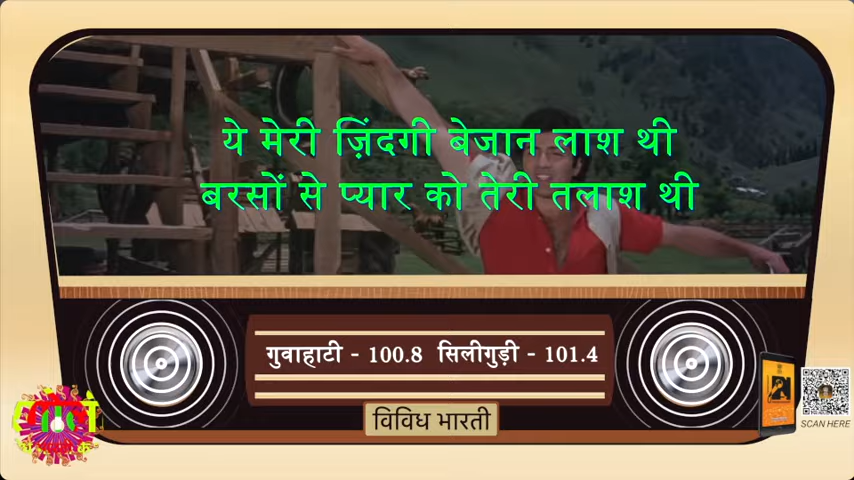 ये मेरी ज़िंदगी बेजान लाश थी
बरसों से प्यार को तेरी तलाश थी
गुवाहाटी - 100.8 सिलीगुड़ी - 101.4
विविध भारती
SCAN HERE